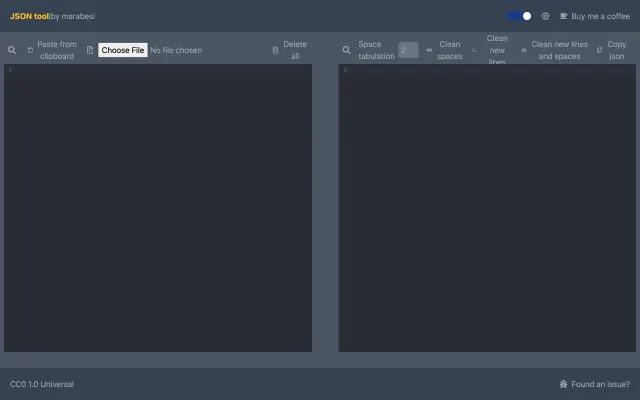 JSON tool|by marabesi
Buy me a coffee
Paste from clipboard
Choose File No file chosen
Delete all
Space tabulation 2
Clean spaces
Clean new lines
Clean new lines and spaces
Copy json
1
1
CC0 1.0 Universal
Found an issue?